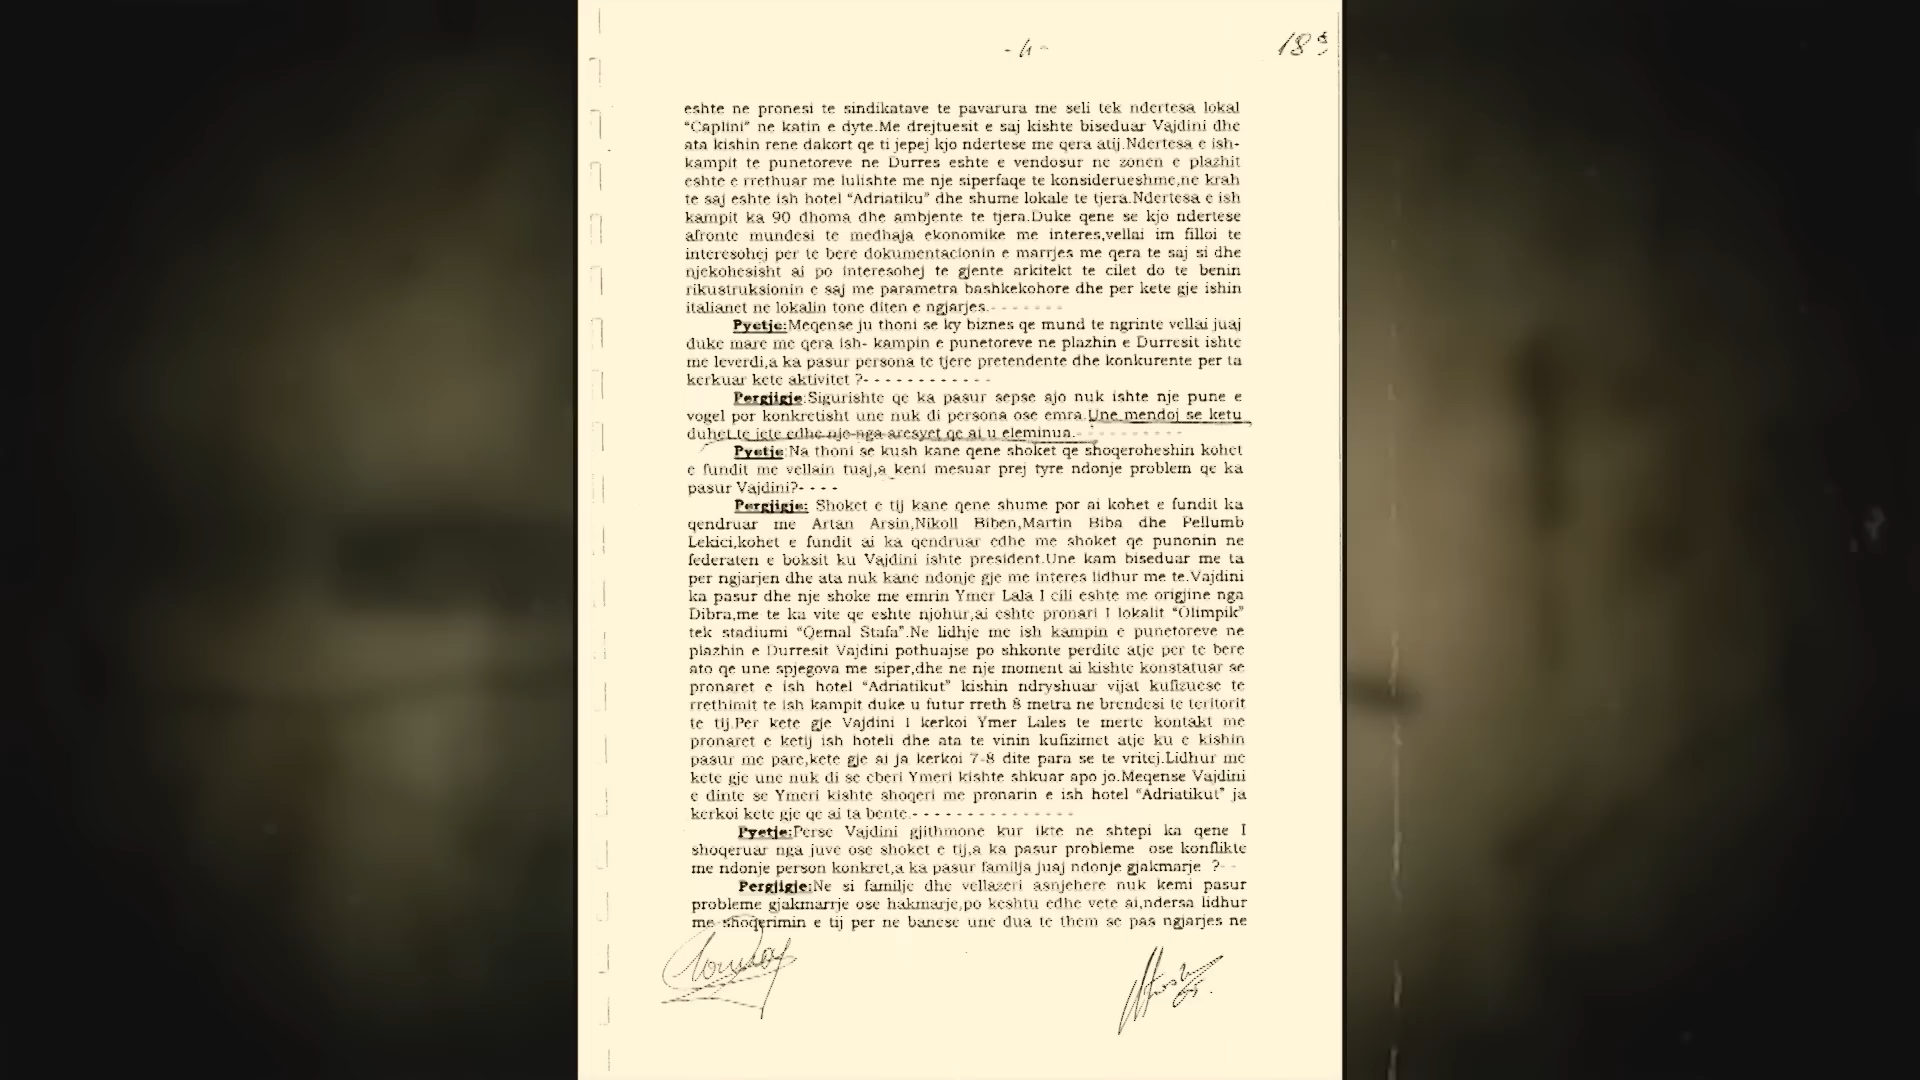 - 4 -
183
eshte ne pronesi te sindikatave te pavarura me seli tek ndertesa lokal
“Caplini” ne katin e dyte.Me drejtuesit e saj kishte biseduar Vajdini dhe
ata kishin rene dakort qe ti jepej kjo ndertese me qera atij.Ndertesa e ish-
kampit te punetoreve ne Durres eshte e vendosur ne zonen e plazhit
eshte e rrethuar me lulishte me nje siperfaqe te konsiderueshme,ne krah
te saj eshte ish hotel “Adriatiku” dhe shume lokale te tjera.Ndertesa e ish
kampit ka 90 dhoma dhe ambjente te tjera.Duke qene se kjo ndertese
afronte mundesi te medhaja ekonomike me interes,vellai im filloi te
interesohej per te bere dokumentacionin e marrjes me qera te saj si dhe
njekohesisht ai po interesohej te gjente arkitekt te cilet do te benin
rikustruksionin e saj me parametra bashkekohore dhe per kete gje ishin
italianet ne lokalin tone diten e ngjarjes.- - - - - - - -
Pyetje:Meqense ju thoni se ky biznes qe mund te ngrinte vellai juaj
duke mare me qera ish- kampin e punetoreve ne plazhin e Durresit ishte
me leverdi,a ka pasur persona te tjere pretendente dhe konkurente per ta
kerkuar kete aktivitet ?- - - - - - - - - - - -
Pergjigje:Sigurishte qe ka pasur sepse ajo nuk ishte nje pune e
vogel por konkretisht une nuk di persona ose emra.Une mendoj se ketu
duhet te jete edhe nje nga aresyet qe ai u eleminua.- - - - - - - - - -
Pyetje:Na thoni se kush kane qene shoket qe shoqeroheshin kohet
e fundit me vellain tuaj,a keni mesuar prej tyre ndonje problem qe ka
pasur Vajdini?- - - -
Pergjigje: Shoket e tij kane qene shume por ai kohet e fundit ka
qendruar me Artan Arsin,Nikoll Biben,Martin Biba dhe Pellumb
Lekici,kohet e fundit ai ka qendruar edhe me shoket qe punonin ne
federaten e boksit ku Vajdini ishte president.Une kam biseduar me ta
per ngjarjen dhe ata nuk kane ndonje gje me interes lidhur me te.Vajdini
ka pasur dhe nje shoke me emrin Ymer Lala I cili eshte me origjine nga
Dibra,me te ka vite qe eshte njohur,ai eshte pronari I lokalit “Olimpik”
tek stadiumi “Qemal Stafa”.Ne lidhje me ish kampin e punetoreve ne
plazhin e Durresit Vajdini pothuajse po shkonte perdite atje per te bere
ato qe une spjegova me siper,dhe ne nje moment ai kishte konstatuar se
pronaret e ish hotel “Adriatikut” kishin ndryshuar vijat kufizuese te
rrethimit te ish kampit duke u futur rreth 8 metra ne brendesi te teritorit
te tij.Per kete gje Vajdini I kerkoi Ymer Lales te merte kontakt me
pronaret e ketij ish hoteli dhe ata te vinin kufizimet atje ku e kishin
pasur me pare,kete gje ai ja kerkoi 7-8 dite para se te vritej.Lidhur me
kete gje une nuk di se eberi Ymeri kishte shkuar apo jo.Meqense Vajdini
e dinte se Ymeri kishte shoqeri me pronarin e ish hotel “Adriatikut” ja
kerkoi kete gje qe ai ta bente.- - - - - - - - - - - - - - -
Pyetje:Perse Vajdini gjithmone kur ikte ne shtepi ka qene I
shoqeruar nga juve ose shoket e tij,a ka pasur probleme ose konflikte
me ndonje person konkret,a ka pasur familja juaj ndonje gjakmarje ?- -
Pergjigje:Ne si familje dhe vellazeri asnjehere nuk kemi pasur
probleme gjakmarrje ose hakmarje,po keshtu edhe vete ai,ndersa lidhur
me shoqerimin e tij per ne banese une dua te them se pas ngjarjes ne